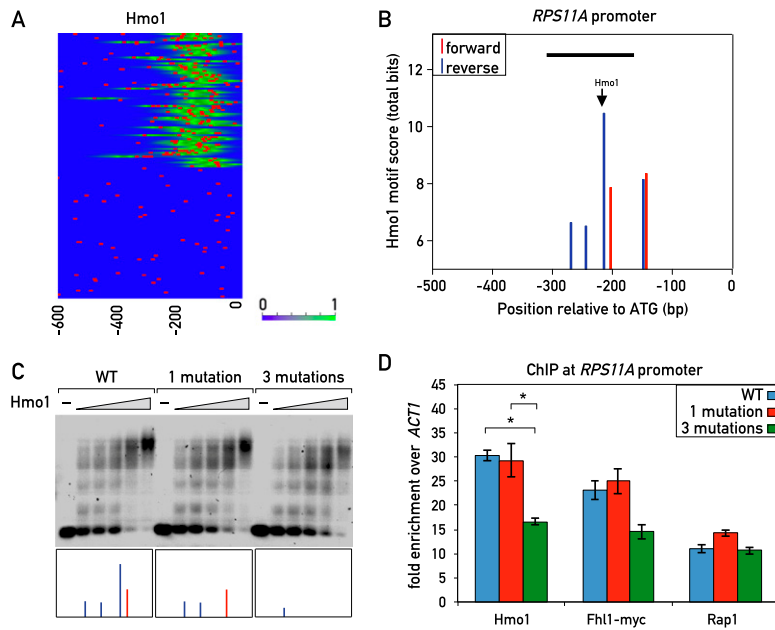 A
Hmo1
-600
-400
-200
0
0
1
B
RPS11A promoter
forward
reverse
Hmo1
Hmo1 motif score (total bits)
12
10
8
6
-500
-400
-300
-200
-100
0
Position relative to ATG (bp)
C
WT
1 mutation
3 mutations
Hmo1
–
–
–
D
ChIP at RPS11A promoter
WT
1 mutation
3 mutations
*
*
fold enrichment over ACT1
45
40
35
30
25
20
15
10
5
0
Hmo1
Fhl1-myc
Rap1